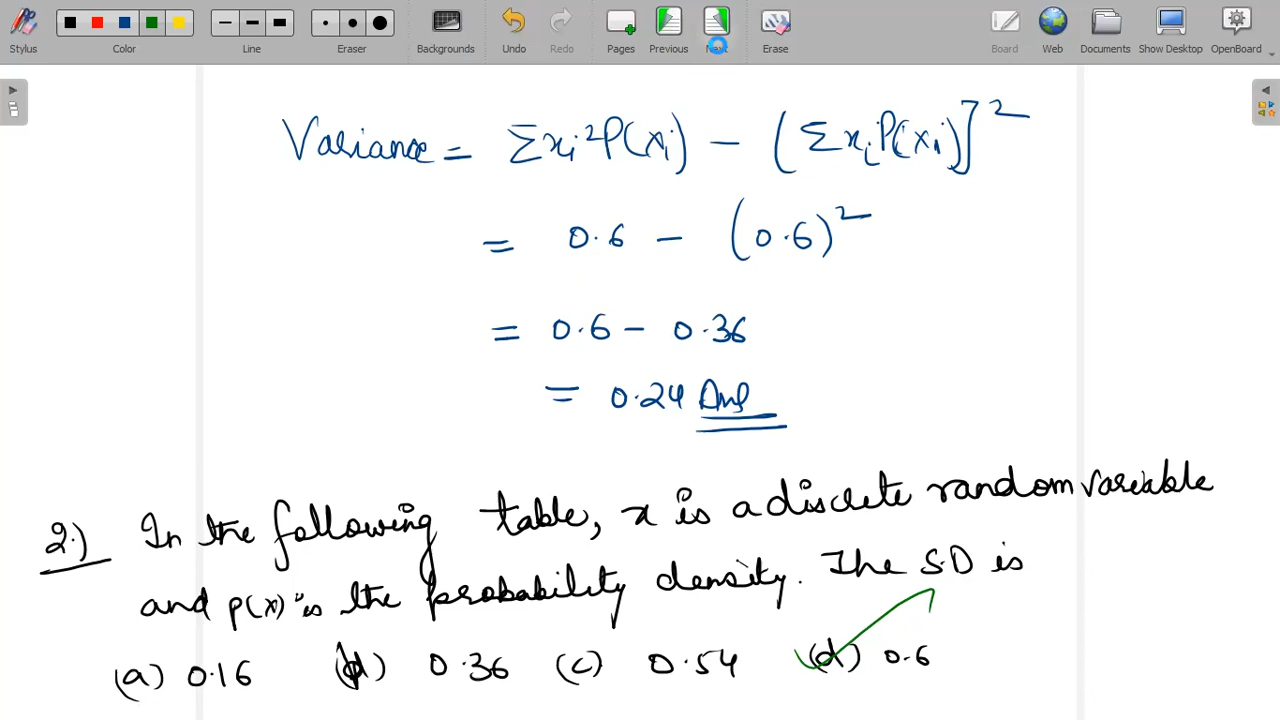 Stylus Color Line Eraser Backgrounds Undo Redo Pages Previous Erase Board Web Documents Show Desktop OpenBoard
Variance = Σxi²P(xi) – (Σxi P(xi)]²
= 0.6 – (0.6)²
= 0.6 – 0.36
= 0.24 Ans
2.) In the following table, x is a discrete random variable
and p(x) is the probability density. The S.D is
(a) 0.16 (b) 0.36 (c) 0.54 (d) 0.6